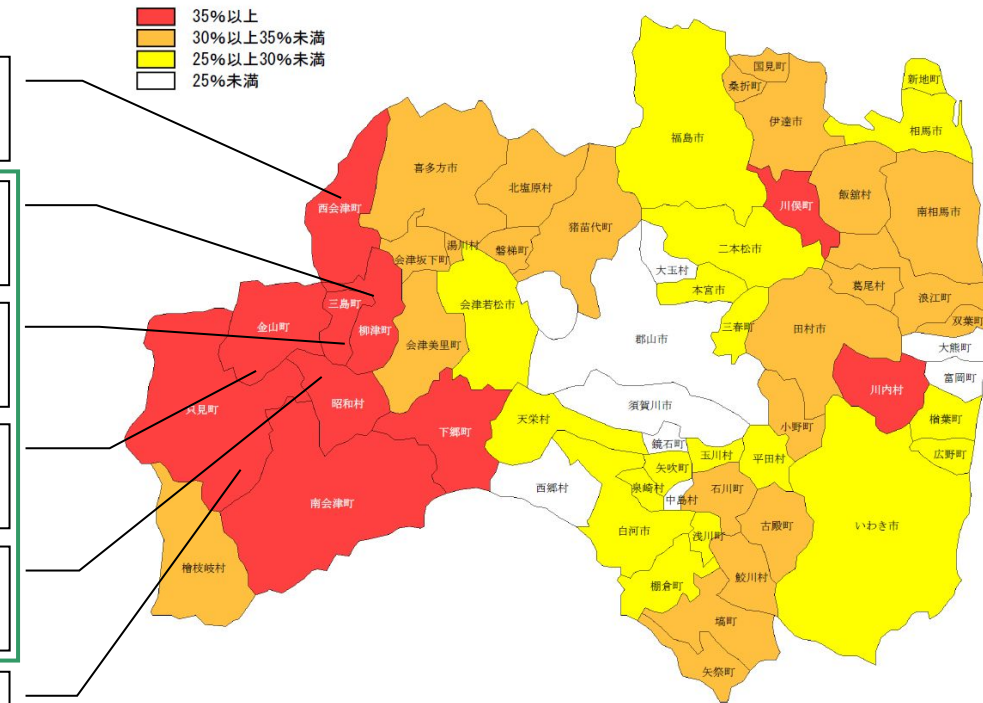 35%以上
30%以上35%未満
25%以上30%未満
25%未満
国見町
桑折町
新地町
伊達市
相馬市
福島市
喜多方市
北塩原村
飯舘村
川俣町
西会津町
南相馬市
猪苗代町
湯川村
二本松市
磐梯町
会津坂下町
大玉村
葛尾村
本宮市
浪江町
三島町
会津若松市
双葉町
金山町
三春町
田村市
柳津町
郡山市
会津美里町
大熊町
富岡町
川内村
昭和村
須賀川市
只見町
天栄村
楢葉町
小野町
下郷町
鏡石町
玉川村
広野町
平田村
矢吹町
西郷村
泉崎村
石川町
中島村
南会津町
古殿町
いわき市
白河市
浅川町
檜枝岐村
鮫川村
棚倉町
塙町
矢祭町